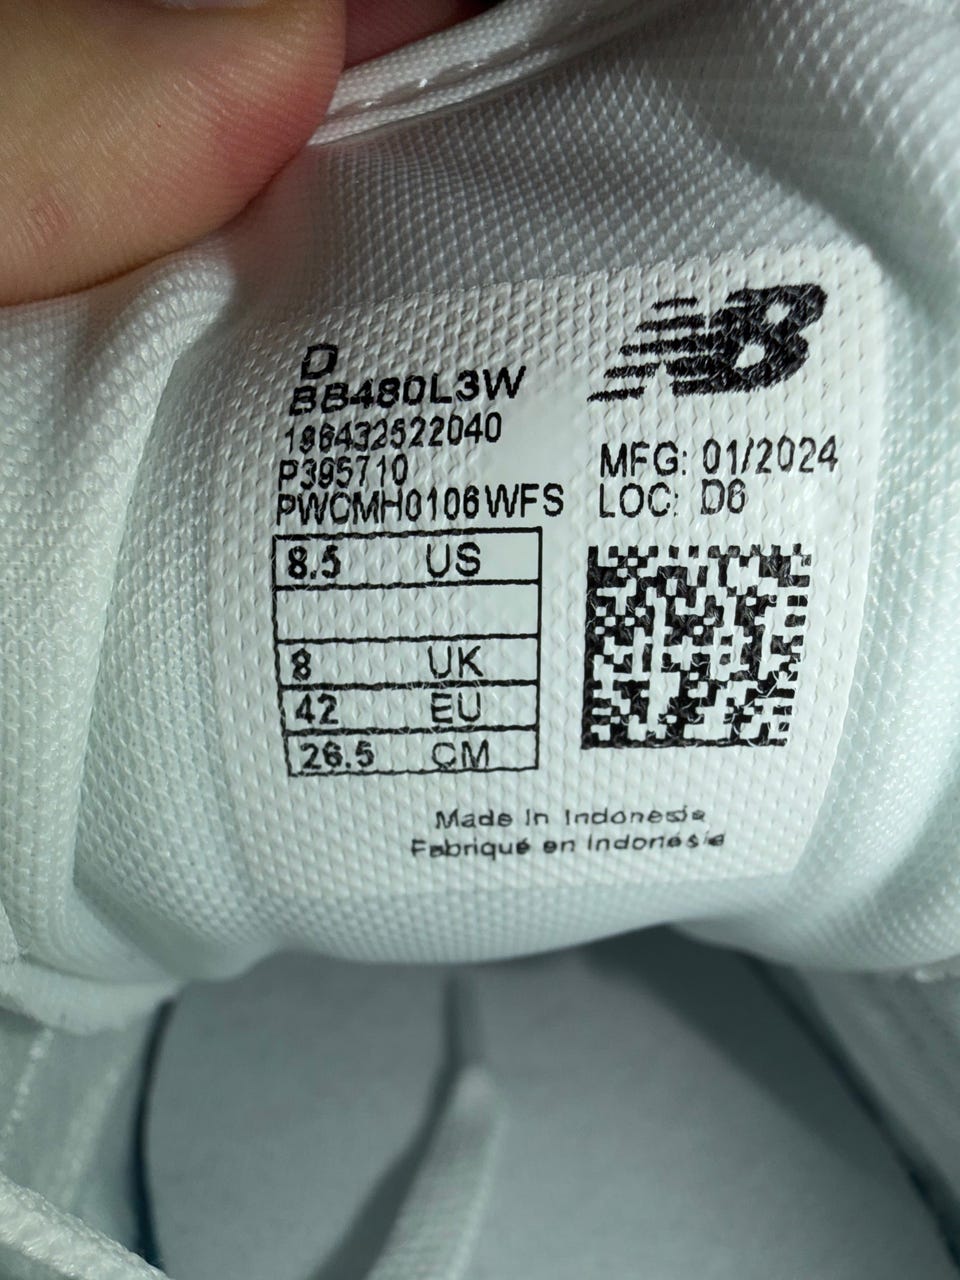 NB
D
BB480L3W
196432522040
P395710
PWCMH0106WFS
MFG: 01/2024
LOC: D6
8.5 US
8 UK
42 EU
26.5 CM
Made In Indonesia
Fabriqué en Indonésie